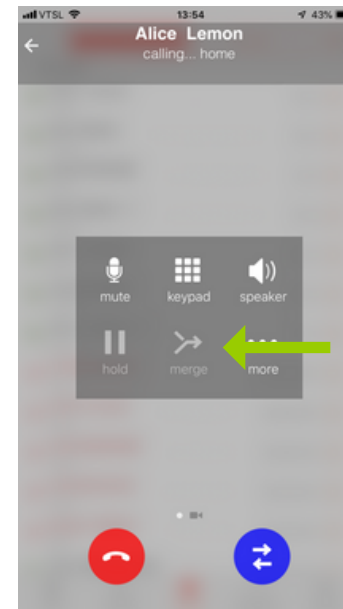 VTSL 13:54 43%
Alice Lemon
calling... home
mute keypad speaker
hold merge more